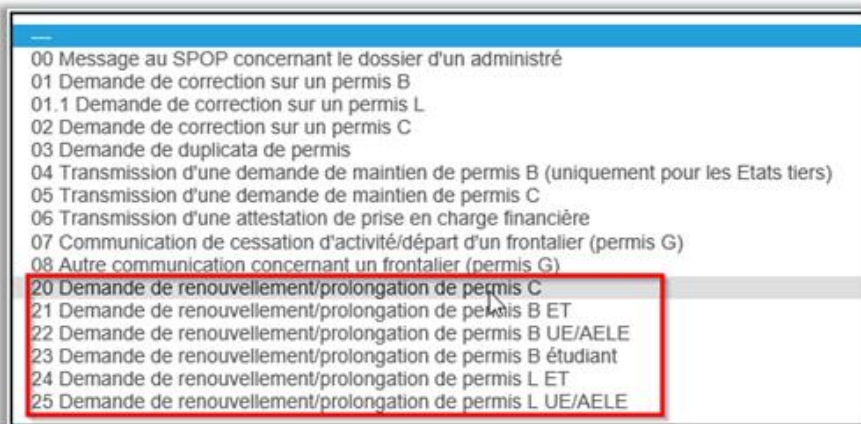 ---
00 Message au SPOP concernant le dossier d'un administré
01 Demande de correction sur un permis B
01.1 Demande de correction sur un permis L
02 Demande de correction sur un permis C
03 Demande de duplicata de permis
04 Transmission d'une demande de maintien de permis B (uniquement pour les Etats tiers)
05 Transmission d'une demande de maintien de permis C
06 Transmission d'une attestation de prise en charge financière
07 Communication de cessation d'activité/départ d'un frontalier (permis G)
08 Autre communication concernant un frontalier (permis G)
20 Demande de renouvellement/prolongation de permis C
21 Demande de renouvellement/prolongation de permis B ET
22 Demande de renouvellement/prolongation de permis B UE/AELE
23 Demande de renouvellement/prolongation de permis B étudiant
24 Demande de renouvellement/prolongation de permis L ET
25 Demande de renouvellement/prolongation de permis L UE/AELE